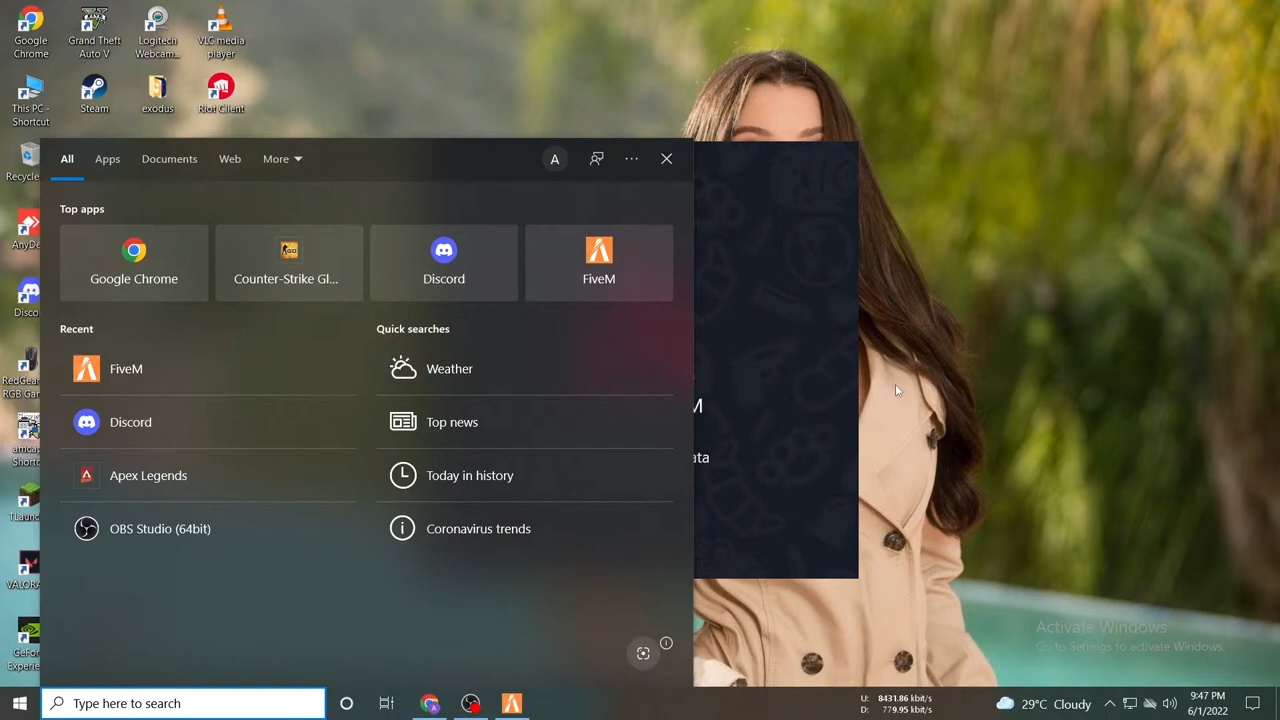 Google
Chrome
Grand Theft
Auto V
Logitech
Webcam...
VLC media
player
This PC -
Shortcut
Steam
exodus
Riot Client
Recycle
AnyDe
Disco
RedGear
RGB Gan
amcap
Shortc
TLaunc
VALORA
GeFor
Experie
All
Apps
Documents
Web
More
A
Top apps
Google Chrome
Counter-Strike Gl...
Discord
FiveM
Recent
FiveM
Discord
Apex Legends
OBS Studio (64bit)
Quick searches
Weather
Top news
Today in history
Coronavirus trends
M
ata
Activate Windows
Go to Settings to activate Windows.
Type here to search
U: 8431.86 kbit/s
D: 779.95 kbit/s
29°C Cloudy
9:47 PM
6/1/2022